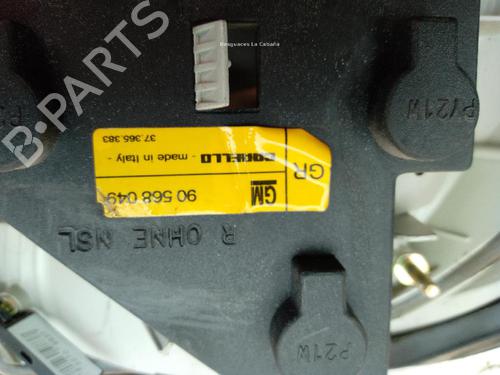 Desguaces La Cabaña
B-PARTS
PY21W
37.365.383
CARELLO - made in Italy -
GR
90 568 049
GM
R OHNE NSL
P21W